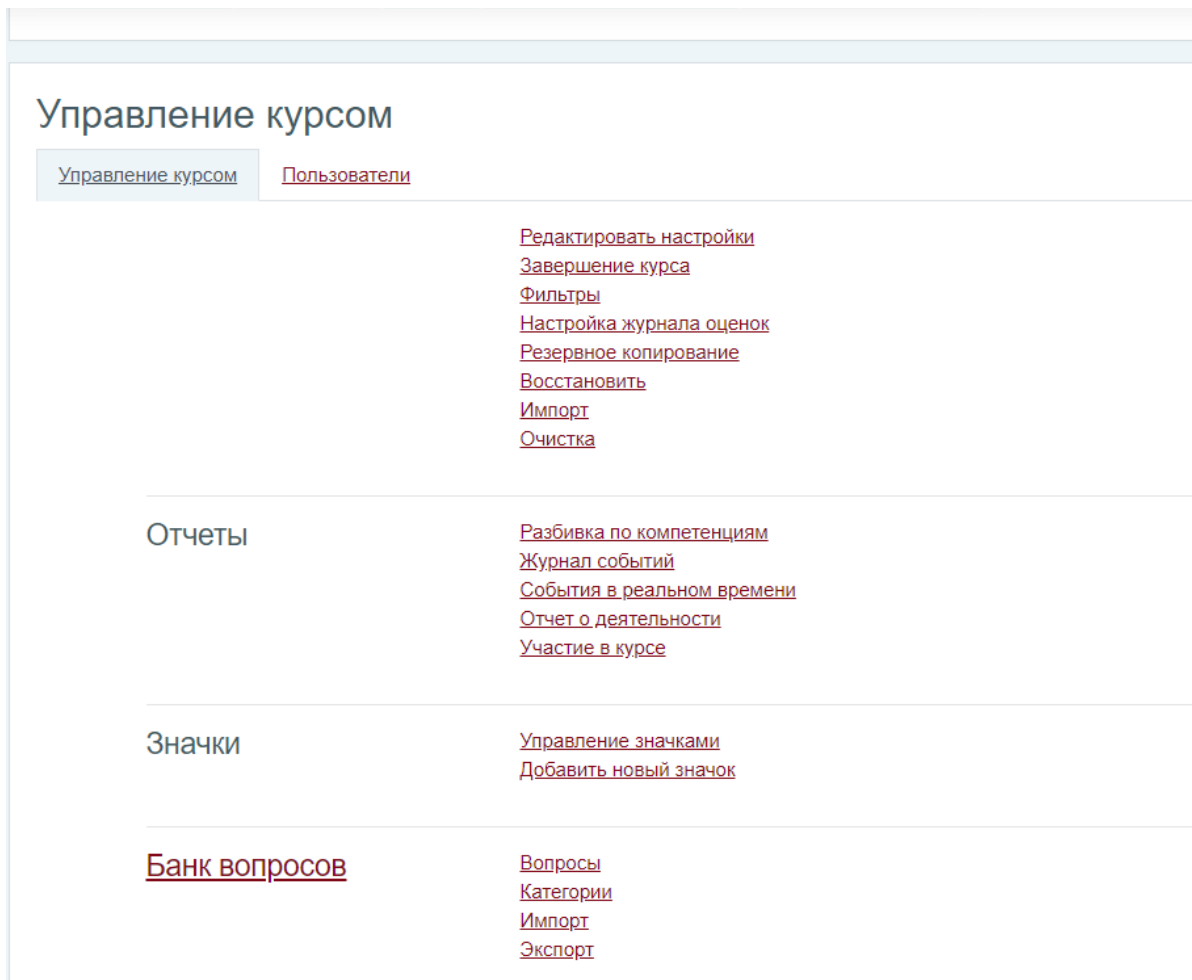 Управление курсом
Управление курсом Пользователи
Редактировать настройки
Завершение курса
Фильтры
Настройка журнала оценок
Резервное копирование
Восстановить
Импорт
Очистка
Отчеты
Разбивка по компетенциям
Журнал событий
События в реальном времени
Отчет о деятельности
Участие в курсе
Значки
Управление значками
Добавить новый значок
Банк вопросов
Вопросы
Категории
Импорт
Экспорт